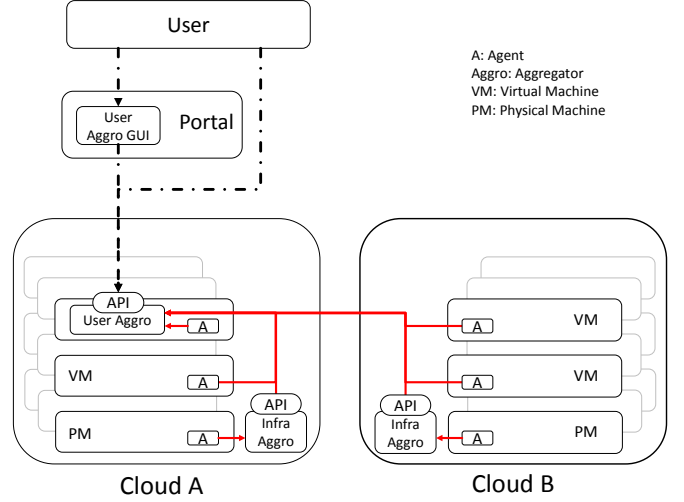 User
A: Agent
Aggro: Aggregator
VM: Virtual Machine
PM: Physical Machine
User
Aggro GUI
Portal
API
User Aggro
A
VM
A
API
Infra
Aggro
PM
A
Cloud A
A
VM
A
VM
API
Infra
Aggro
A
PM
Cloud B